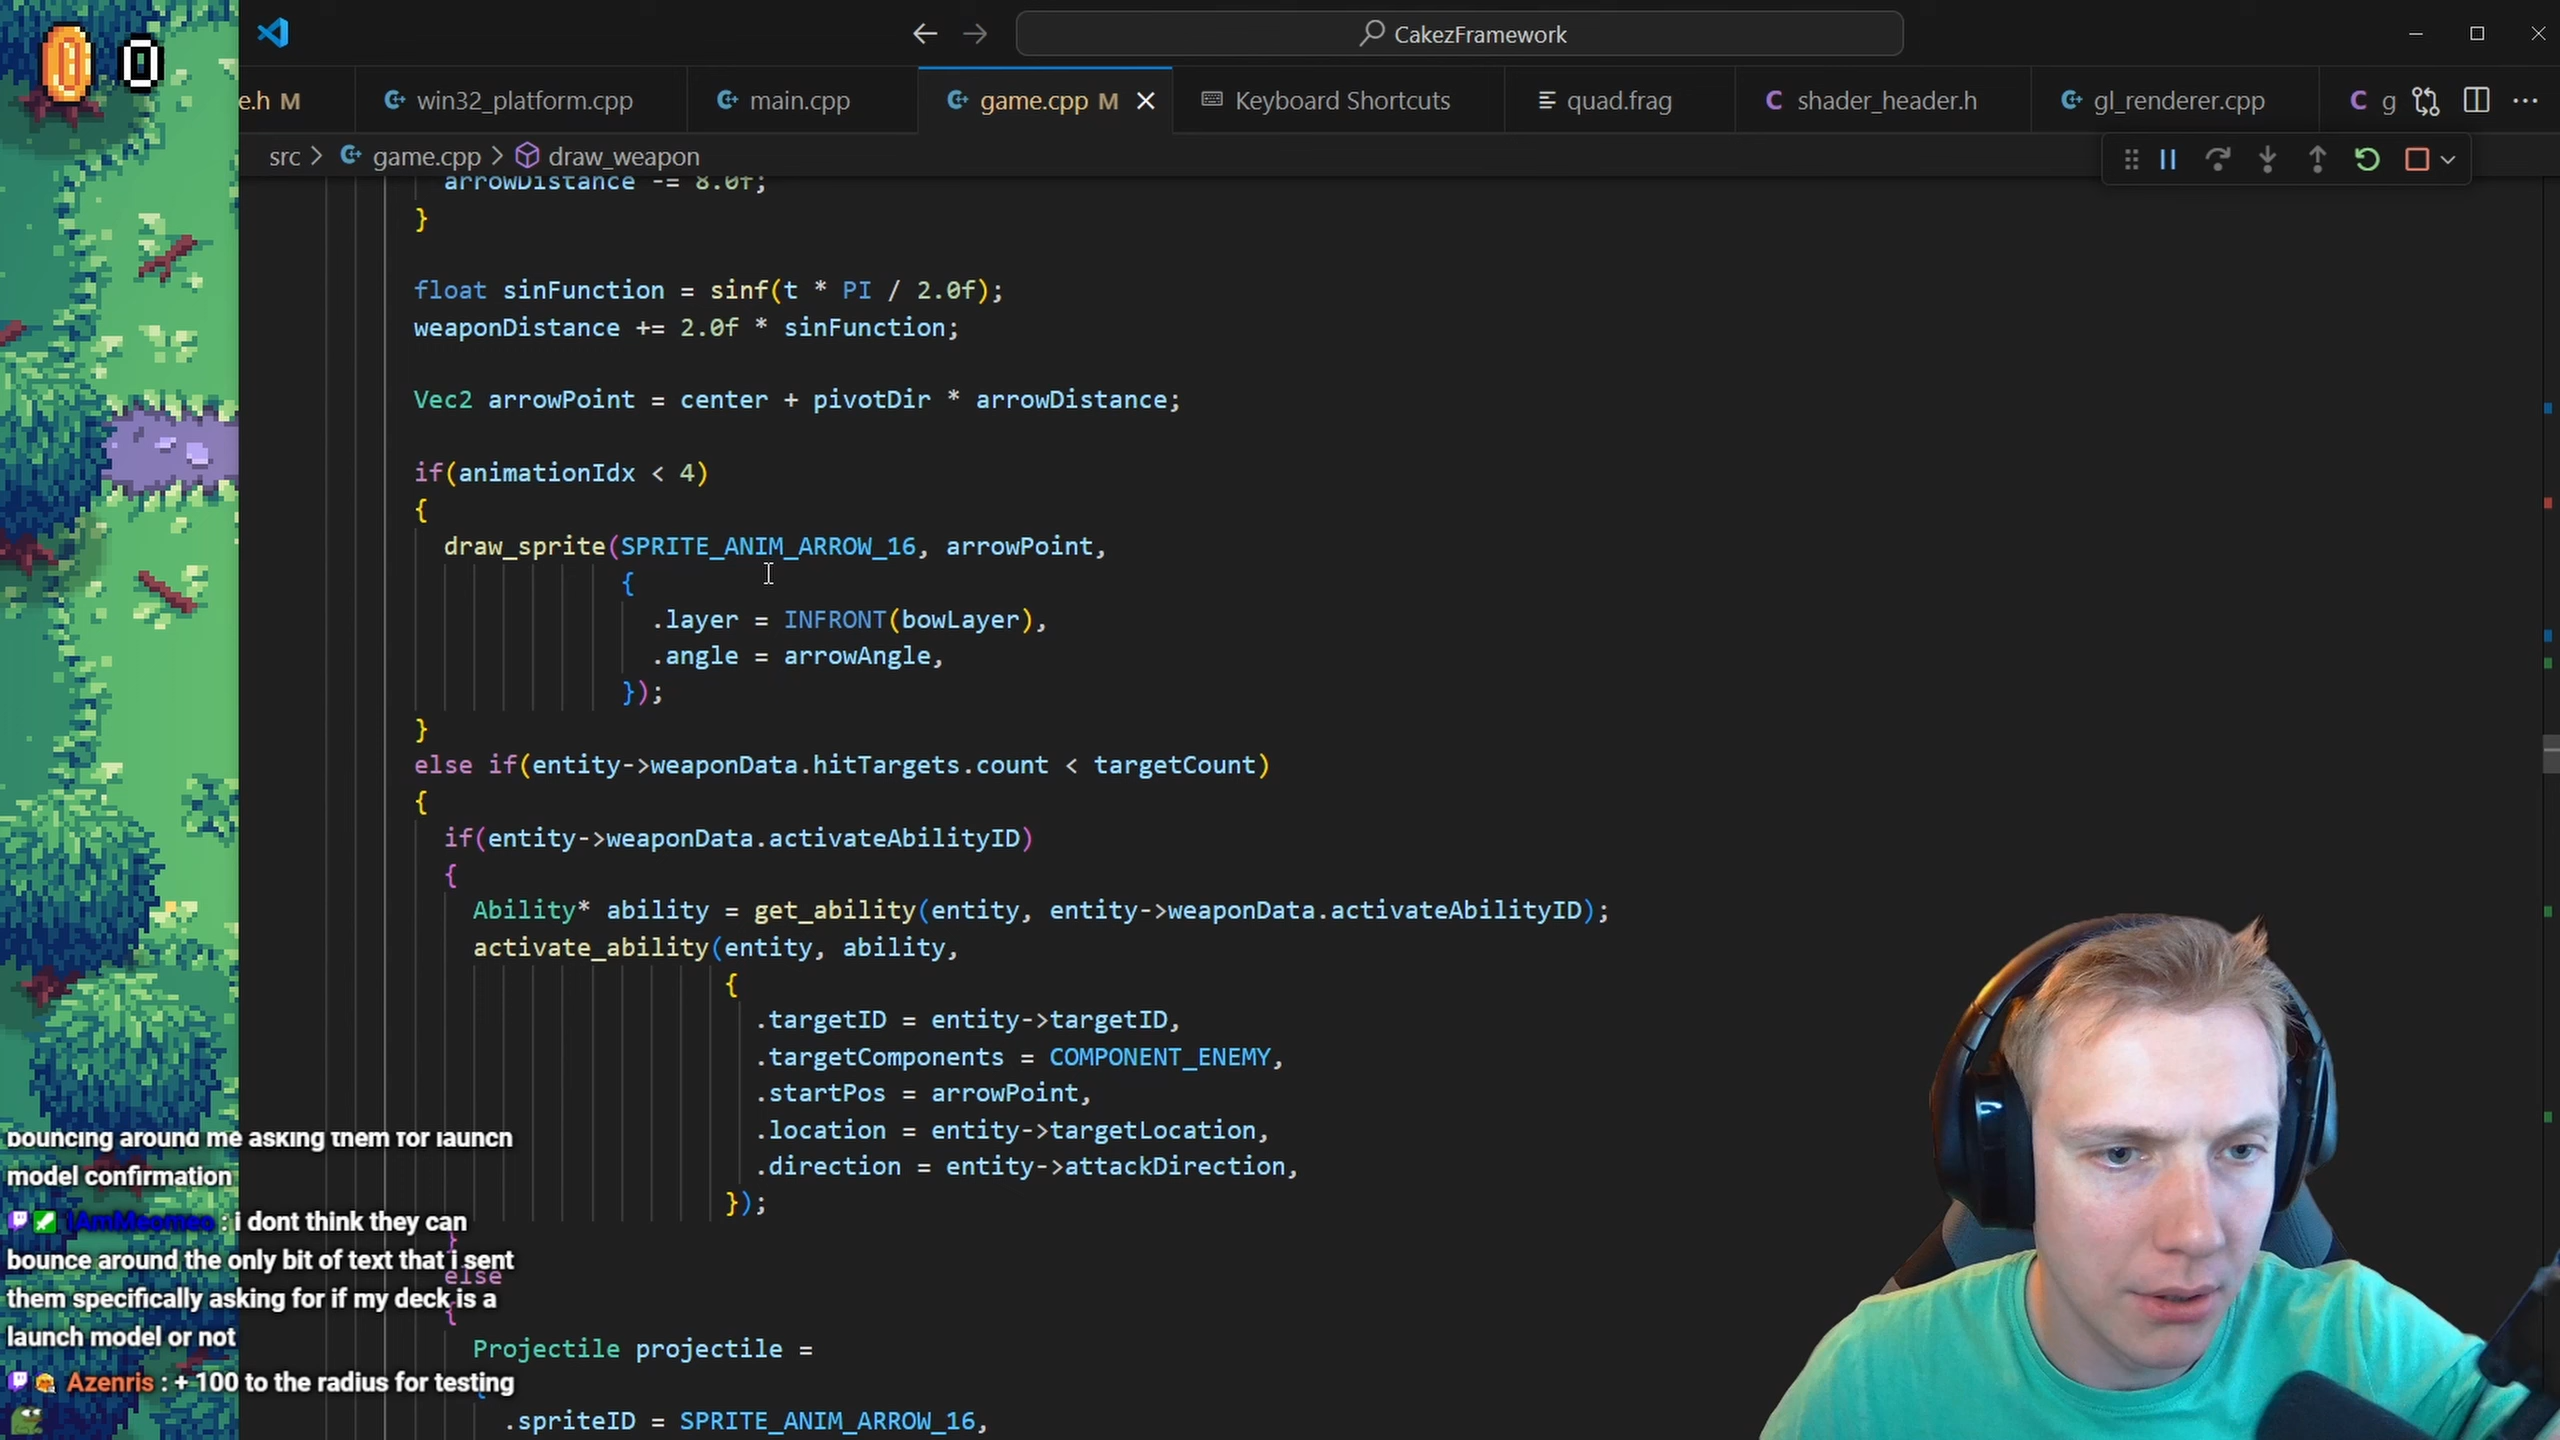 0
CakezFramework
e.h M
win32_platform.cpp
main.cpp
game.cpp M
Keyboard Shortcuts
quad.frag
shader_header.h
gl_renderer.cpp
g
src > game.cpp > draw_weapon
arrowDistance -= 8.0f;
}
float sinFunction = sinf(t * PI / 2.0f);
weaponDistance += 2.0f * sinFunction;
Vec2 arrowPoint = center + pivotDir * arrowDistance;
if(animationIdx < 4)
{
draw_sprite(SPRITE_ANIM_ARROW_16, arrowPoint,
{
.layer = INFRONT(bowLayer),
.angle = arrowAngle,
});
}
else if(entity->weaponData.hitTargets.count < targetCount)
{
if(entity->weaponData.activateAbilityID)
{
Ability* ability = get_ability(entity, entity->weaponData.activateAbilityID);
activate_ability(entity, ability,
{
.targetID = entity->targetID,
.targetComponents = COMPONENT_ENEMY,
.startPos = arrowPoint,
.location = entity->targetLocation,
.direction = entity->attackDirection,
});
}
else
{
Projectile projectile =
{
.spriteID = SPRITE_ANIM_ARROW_16,
bouncing around me asking them for launch
model confirmation
IAmMeomeo : i dont think they can
bounce around the only bit of text that i sent
them specifically asking for if my deck is a
launch model or not
Azenris : + 100 to the radius for testing